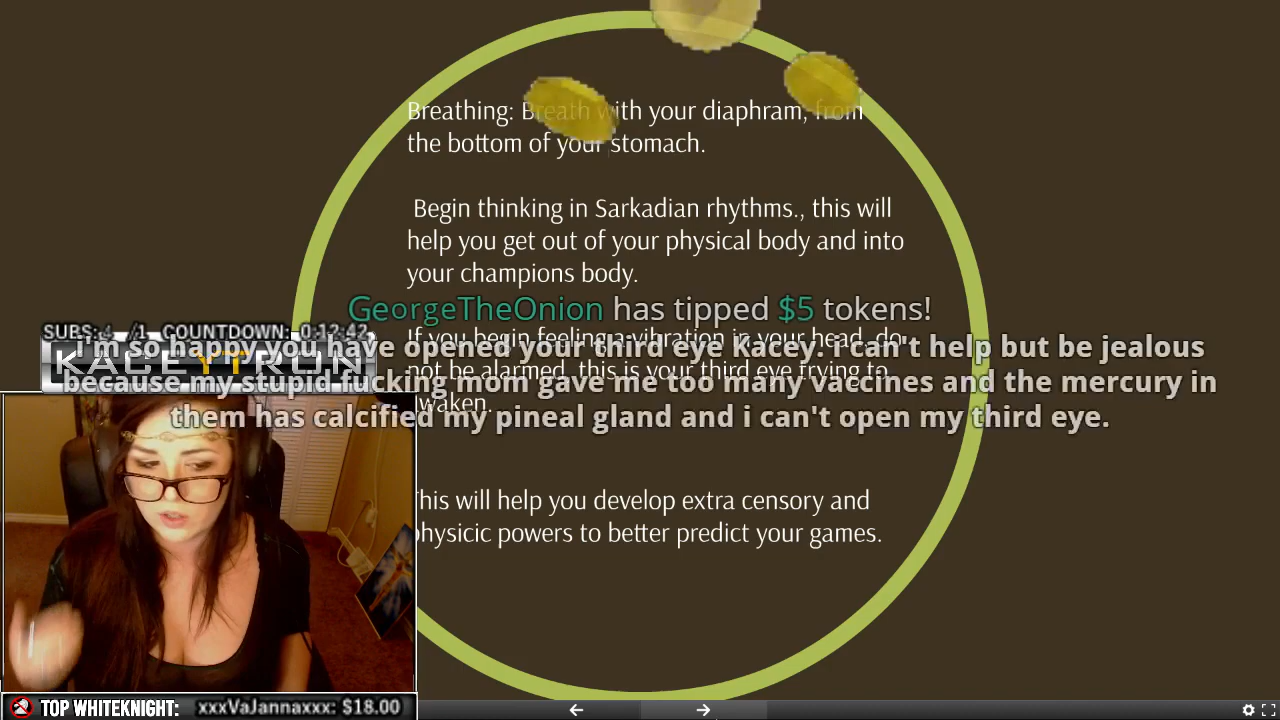 Breathing: Breath with your diaphram, from
the bottom of your stomach.
Begin thinking in Sarkadian rhythms., this will
help you get out of your physical body and into
your champions body.
GeorgeTheOnion has tipped $5 tokens!
SUBS: 4 /1 COUNTDOWN: 0:12:42
If you begin feeling a vibration in your head, do
not be alarmed, this is your third eye trying to
awaken.
KACEYTRON
I'm so happy you have opened your third eye Kacey. i can't help but be jealous
because my stupid fucking mom gave me too many vaccines and the mercury in
them has calcified my pineal gland and i can't open my third eye.
This will help you develop extra censory and
physicic powers to better predict your games.
TOP WHITEKNIGHT: xxxVaJannaxxx: $18.00